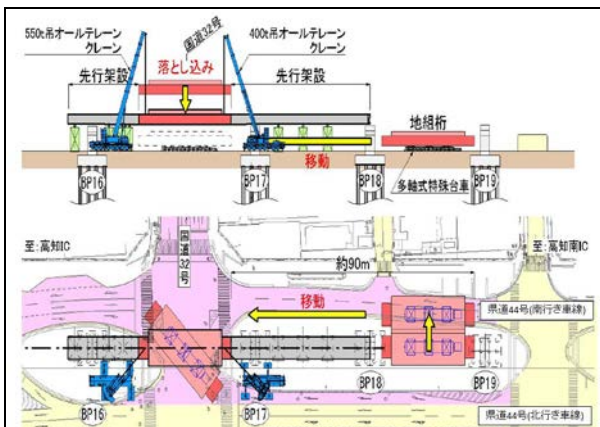 550t吊オールテレーン
クレーン
国道32号
400t吊オールテレーン
クレーン
先行架設
落とし込み
先行架設
地組桁
移動
多軸式特殊台車
BP16
BP17
BP18
BP19
至:高知IC
国道32号
約90m
至:高知南IC
移動
県道44号(南行き車線)
BP18
BP19
BP16
BP17
県道44号(北行き車線)